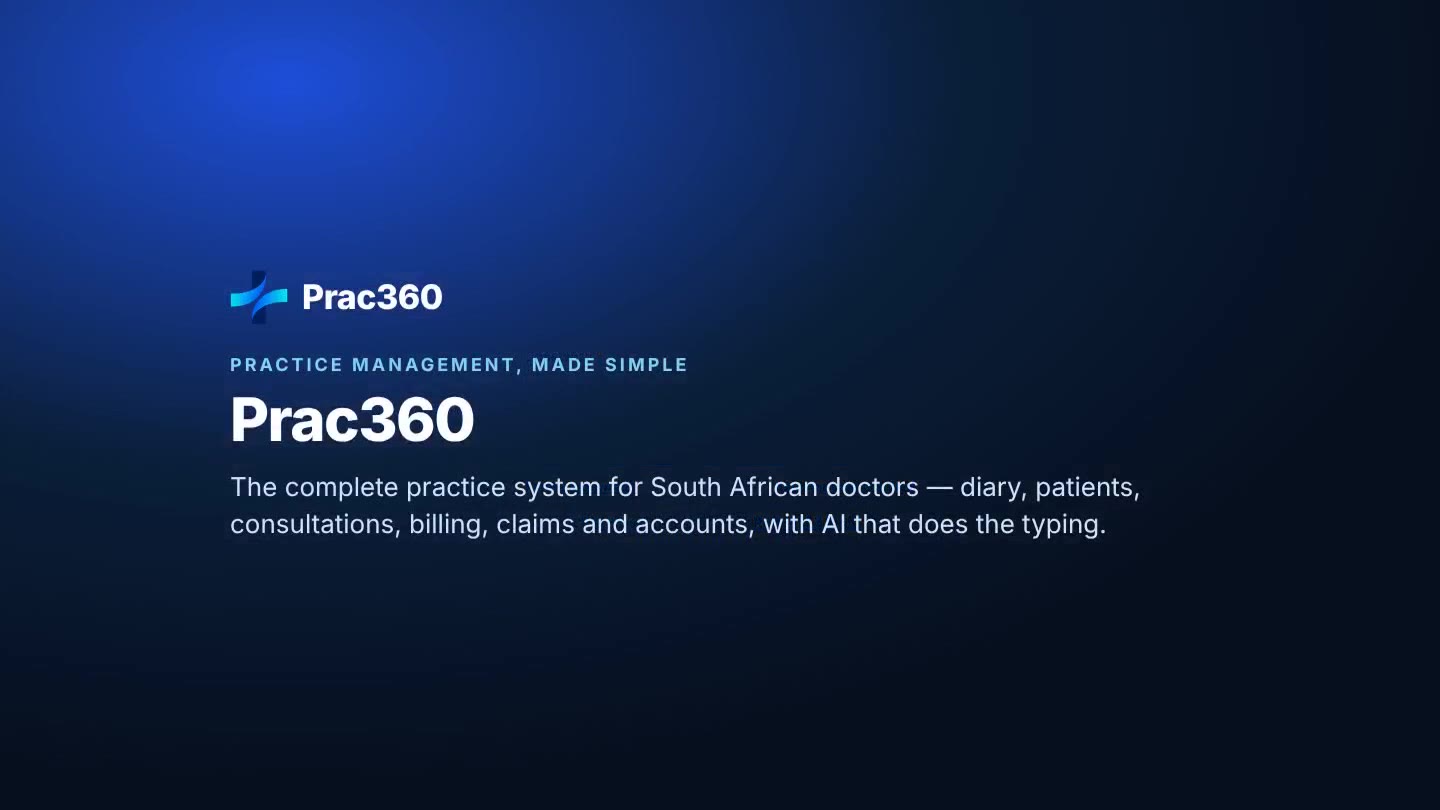 Prac360
PRACTICE MANAGEMENT, MADE SIMPLE
Prac360
The complete practice system for South African doctors — diary, patients,
consultations, billing, claims and accounts, with AI that does the typing.